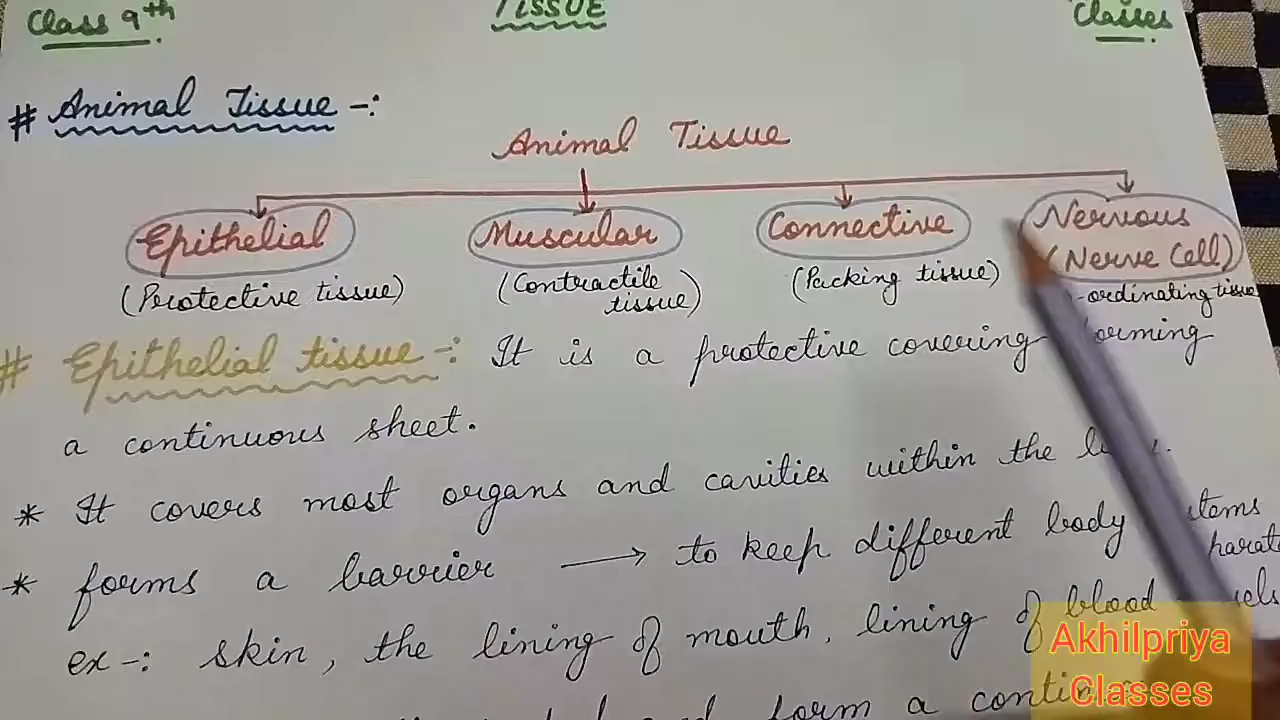 Class 9th TISSUE Classes
# Animal Tissue -:
Animal Tissue
Epithelial Muscular Connective Nervous
(Nerve Cell)
(Protective tissue) (Contractile tissue) (Packing tissue) -ordinating tissue
# Epithelial tissue -: It is a protective covering forming
a continuous sheet.
* It covers most organs and cavities within the
* forms a barrier → to keep different body
ex -: skin, the lining of mouth, lining of blood
form a
Akhilpriya
Classes